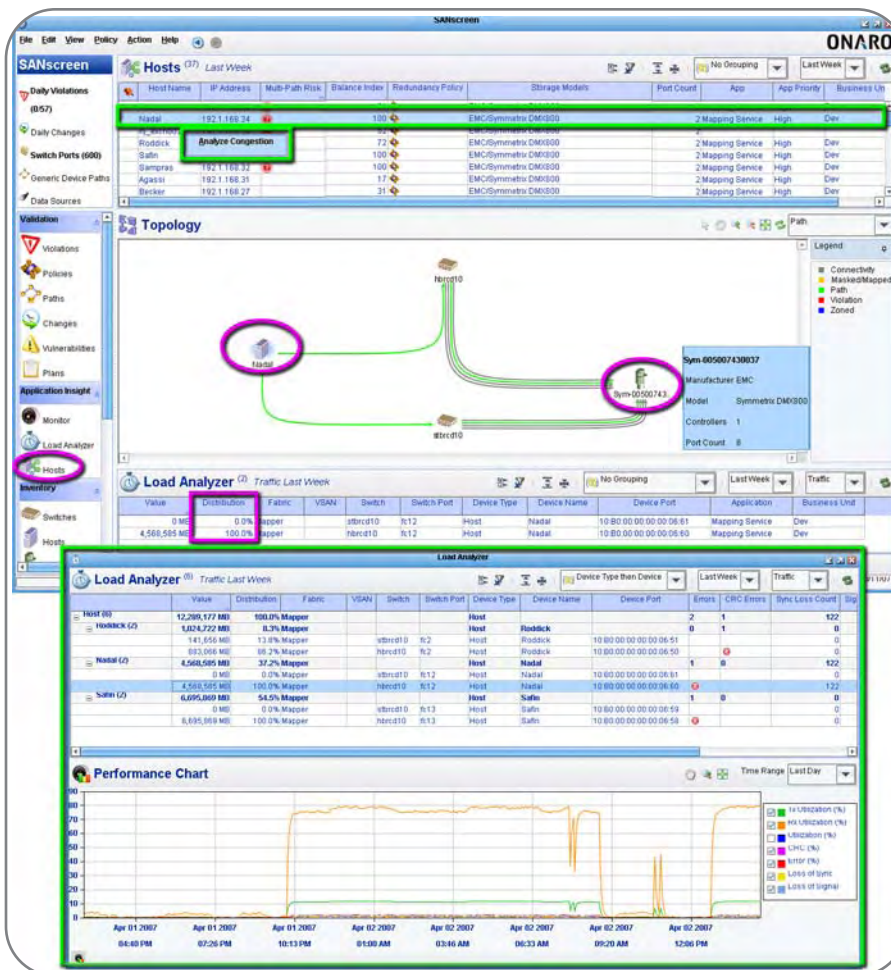 SANscreen
File Edit View Policy Action Help
ONARO
SANscreen
Hosts (37) Last Week
No Grouping
Last Week
Host Name IP Address Multi-Path Risk Balance Index Redundancy Policy Storage Models Port Count App App Priority Business Un
Nadal 192.1.168.34 100 EMC/Symmetrix DMX800 2 Mapping Service High Dev
Analyze Congestion
Roddick 72 EMC/Symmetrix DMX800 2 Mapping Service High Dev
Safin 100 EMC/Symmetrix DMX800 2 Mapping Service High Dev
Sampras 192.1.168.32 100 EMC/Symmetrix DMX800 2 Mapping Service High Dev
Agassi 192.1.168.31 17 EMC/Symmetrix DMX800 2 Mapping Service High Dev
Becker 192.1.168.27 31 EMC/Symmetrix DMX800 2 Mapping Service High Dev
Daily Violations
(0/57)
Daily Changes
Switch Ports (600)
Generic Device Paths
Data Sources
Validation
Violations
Policies
Paths
Changes
Vulnerabilities
Plans
Application Insight
Monitor
Load Analyzer
Hosts
Inventory
Switches
Hosts
Topology
Path
Legend
Connectivity
Masked/Mapped
Path
Violation
Zoned
hbrcd10
Nadal
Sym-00500743...
stbrcd10
Sym-005007430037
Manufacturer EMC
Model Symmetrix DMX800
Controllers 1
Port Count 8
Load Analyzer (2) Traffic Last Week
No Grouping
Last Week
Traffic
Value Distribution Fabric VSAN Switch Switch Port Device Type Device Name Device Port Application Business Unit
0 MB 0.0% Mapper stbrcd10 fc12 Host Nadal 10:B0:00:00:00:00:06:61 Mapping Service Dev
4,568,585 MB 100.0% Mapper hbrcd10 fc12 Host Nadal 10:B0:00:00:00:00:06:60 Mapping Service Dev
Load Analyzer
Load Analyzer (6) Traffic Last Week
Device Type then Device
Last Week
Traffic
Value Distribution Fabric VSAN Switch Switch Port Device Type Device Name Device Port Errors CRC Errors Sync Loss Count Sig
Host (6) 12,289,177 MB 100.0% Mapper Host 2 1 122
Roddick (2) 1,024,722 MB 8.3% Mapper Host Roddick 0 1 0
141,656 MB 13.8% Mapper stbrcd10 fc2 Host Roddick 10:B0:00:00:00:00:06:51 0
883,066 MB 86.2% Mapper hbrcd10 fc2 Host Roddick 10:B0:00:00:00:00:06:50 0
Nadal (2) 4,568,585 MB 37.2% Mapper Host Nadal 1 0 122
0 MB 0.0% Mapper stbrcd10 fc12 Host Nadal 10:B0:00:00:00:00:06:61 0
4,568,585 MB 100.0% Mapper hbrcd10 fc12 Host Nadal 10:B0:00:00:00:00:06:60 122
Safin (2) 6,695,869 MB 54.5% Mapper Host Safin 1 0 0
0 MB 0.0% Mapper stbrcd10 fc13 Host Safin 10:B0:00:00:00:00:06:59 0
6,695,869 MB 100.0% Mapper hbrcd10 fc13 Host Safin 10:B0:00:00:00:00:06:58 0
Performance Chart
Time Range Last Day
90
80
70
60
50
40
30
20
10
0
Apr 01 2007 Apr 01 2007 Apr 01 2007 Apr 02 2007 Apr 02 2007 Apr 02 2007 Apr 02 2007 Apr 02 2007
04:40 PM 07:26 PM 10:13 PM 01:00 AM 03:46 AM 06:33 AM 09:20 AM 12:06 PM
Tx Utilization (%)
Rx Utilization (%)
Utilization (%)
CRC (%)
Error (%)
Loss of Sync
Loss of Signal